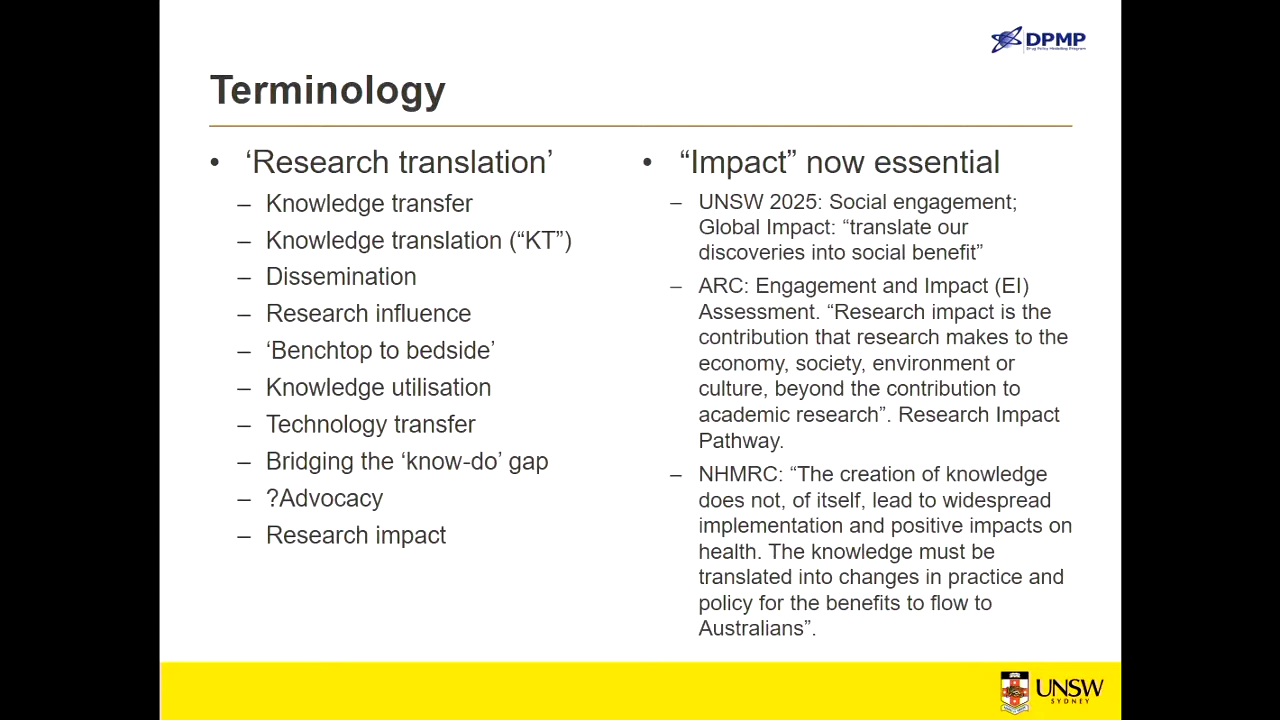 DPMP
Drug Policy Modelling Program
Terminology
• ‘Research translation’
– Knowledge transfer
– Knowledge translation (“KT”)
– Dissemination
– Research influence
– ‘Benchtop to bedside’
– Knowledge utilisation
– Technology transfer
– Bridging the ‘know-do’ gap
– ?Advocacy
– Research impact
• “Impact” now essential
– UNSW 2025: Social engagement;
Global Impact: “translate our
discoveries into social benefit”
– ARC: Engagement and Impact (EI)
Assessment. “Research impact is the
contribution that research makes to the
economy, society, environment or
culture, beyond the contribution to
academic research”. Research Impact
Pathway.
– NHMRC: “The creation of knowledge
does not, of itself, lead to widespread
implementation and positive impacts on
health. The knowledge must be
translated into changes in practice and
policy for the benefits to flow to
Australians”.
UNSW
SYDNEY